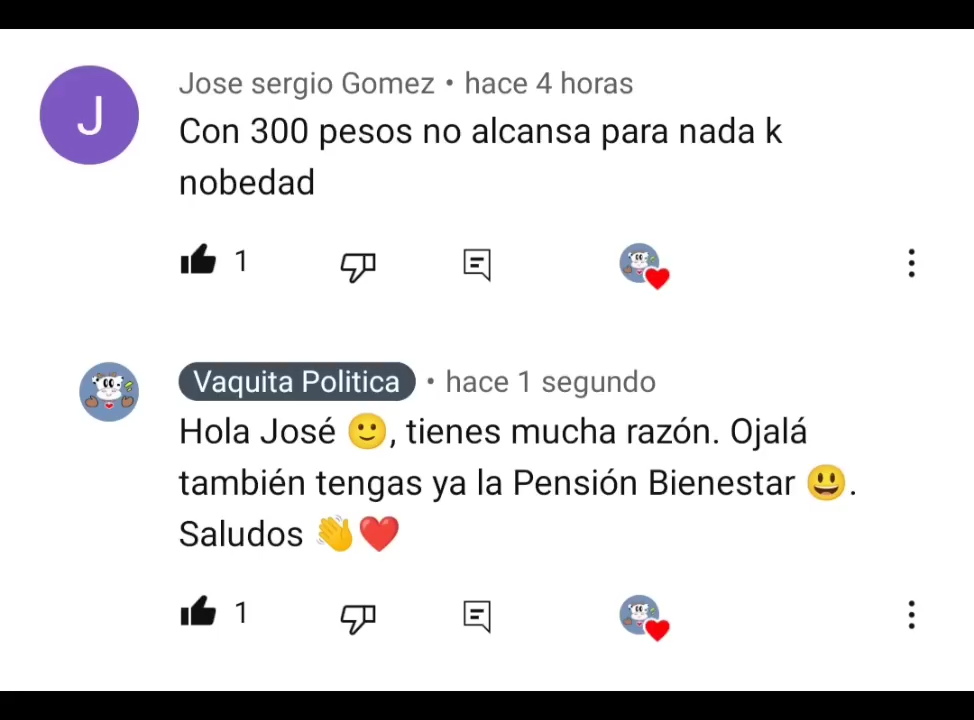 J
Jose sergio Gomez • hace 4 horas
Con 300 pesos no alcansa para nada k
nobedad
1
Vaquita Politica • hace 1 segundo
Hola José 🙂, tienes mucha razón. Ojalá
también tengas ya la Pensión Bienestar 😃.
Saludos 👋❤️
1